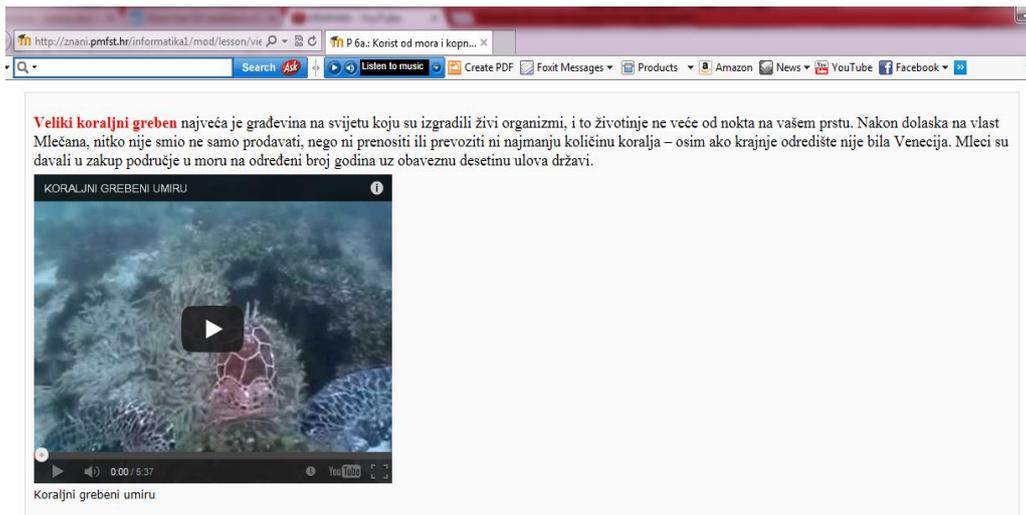 http://znani.pmfst.hr/informatika1/mod/lesson/vie
P 6a.: Korist od mora i kopn...
Search Ask Listen to music Create PDF Foxit Messages Products a Amazon News YouTube Facebook
Veliki koraljni greben najveća je građevina na svijetu koju su izgradili živi organizmi, i to životinje ne veće od nokta na vašem prstu. Nakon dolaska na vlast
Mlečana, nitko nije smio ne samo prodavati, nego ni prenositi ili prevoziti ni najmanju količinu koralja – osim ako krajnje odredište nije bila Venecija. Mleci su
davali u zakup područje u moru na određeni broj godina uz obaveznu desetinu ulova državi.
KORALJNI GREBENI UMIRU
0:00 / 5:37 YouTube
Koraljni grebeni umiru